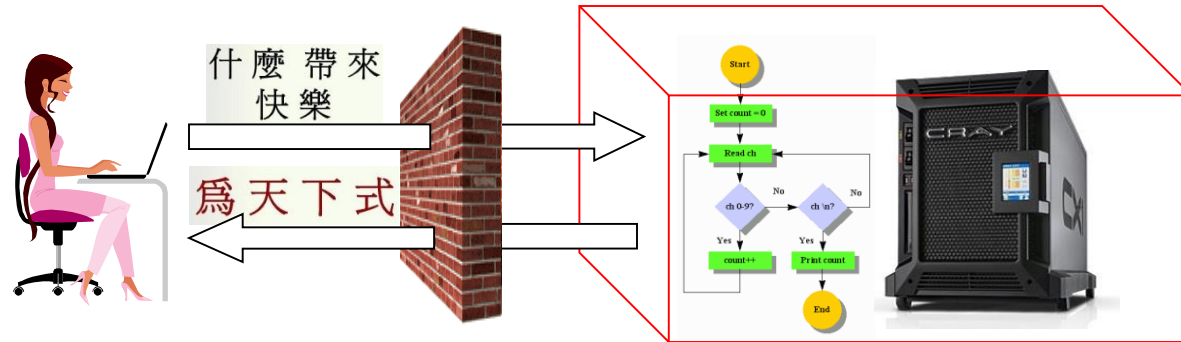 什麼帶來
快樂
爲天下式
Start
Set count = 0
Read ch
No
No
ch 0-9?
ch \n?
Yes
Yes
count++
Print count
End
CRAY
CX1